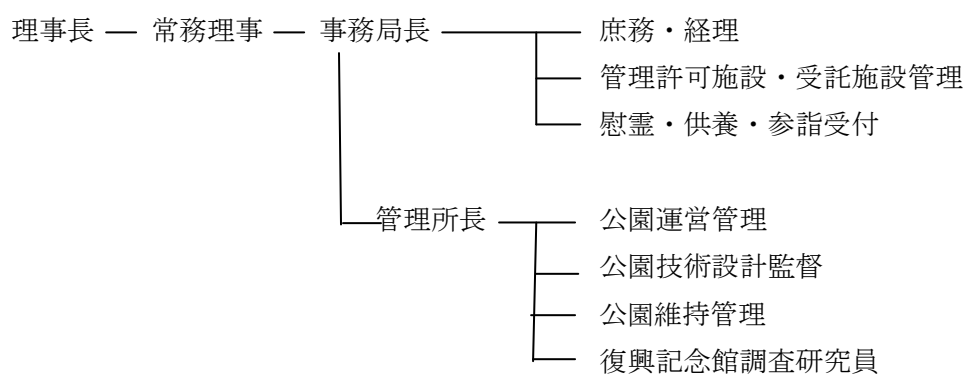 理事長 ― 常務理事 ― 事務局長 ― 庶務・経理
管理許可施設・受託施設管理
慰霊・供養・参詣受付
管理所長 ― 公園運営管理
公園技術設計監督
公園維持管理
復興記念館調査研究員